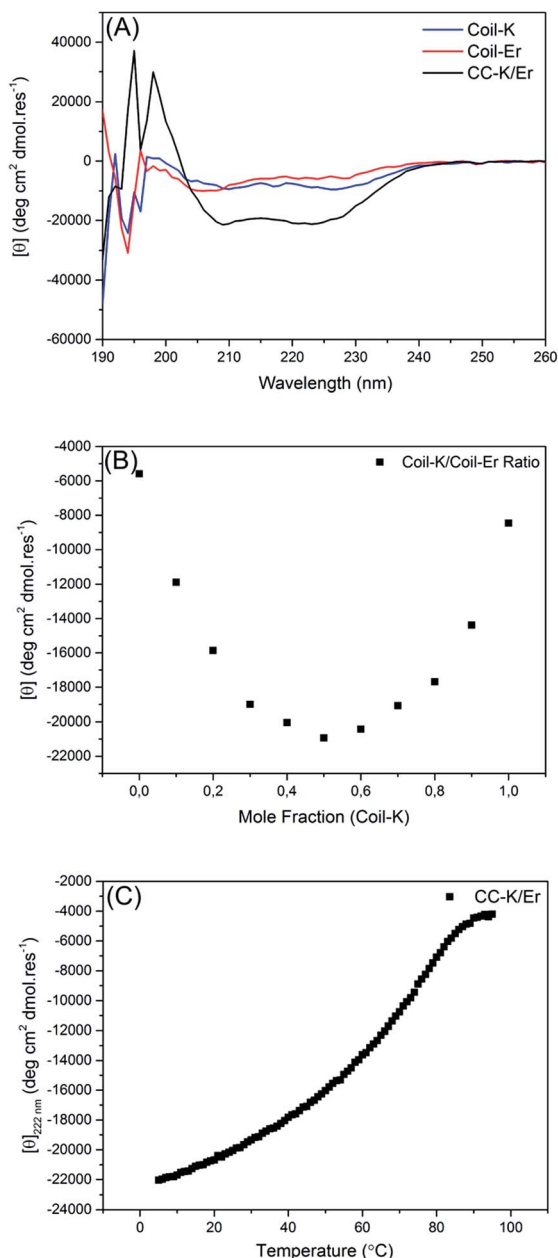 (A)
Coil-K
Coil-Er
CC-K/Er
40000
20000
0
-20000
-40000
-60000
[θ] (deg cm² dmol.res⁻¹)
190 200 210 220 230 240 250 260
Wavelength (nm)
(B)
Coil-K/Coil-Er Ratio
-4000
-6000
-8000
-10000
-12000
-14000
-16000
-18000
-20000
-22000
[θ] (deg cm² dmol.res⁻¹)
0,0 0,2 0,4 0,6 0,8 1,0
Mole Fraction (Coil-K)
(C)
CC-K/Er
-2000
-4000
-6000
-8000
-10000
-12000
-14000
-16000
-18000
-20000
-22000
-24000
[θ]₂₂₂ ₙₘ (deg cm² dmol.res⁻¹)
0 20 40 60 80 100
Temperature (°C)